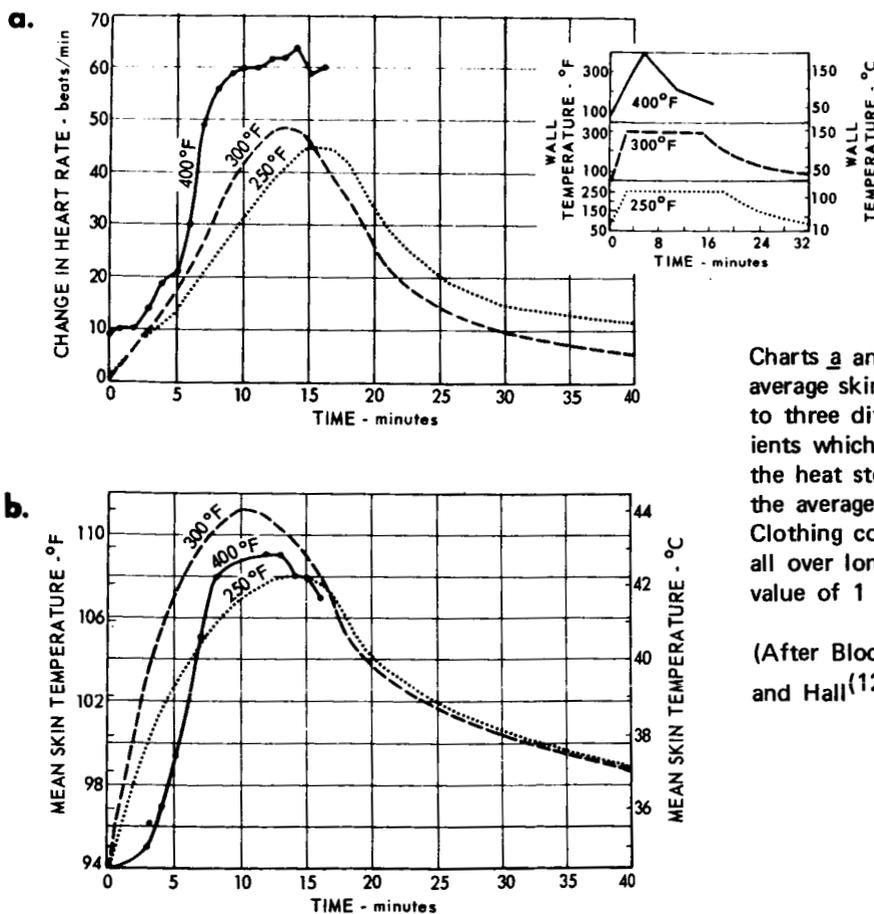 a.
CHANGE IN HEART RATE - beats/min
70
60
50
40
30
20
10
0
400°F
300°F
250°F
0 5 10 15 20 25 30 35 40
TIME - minutes
WALL
TEMPERATURE - °F
300
100
300
100
250
150
50
400°F
300°F
250°F
150
50
150
50
100
10
WALL
TEMPERATURE -
0 8 16 24 32
TIME - minutes
Charts a an
average skin
to three di
ients which
the heat st
the average
Clothing co
all over lon
value of 1
(After Bloc
and Hall(12
b.
MEAN SKIN TEMPERATURE - °F
110
106
102
98
94
300°F
400°F
250°F
44
42
40
38
36
MEAN SKIN TEMPERATURE - °C
0 5 10 15 20 25 30 35 40
TIME - minutes